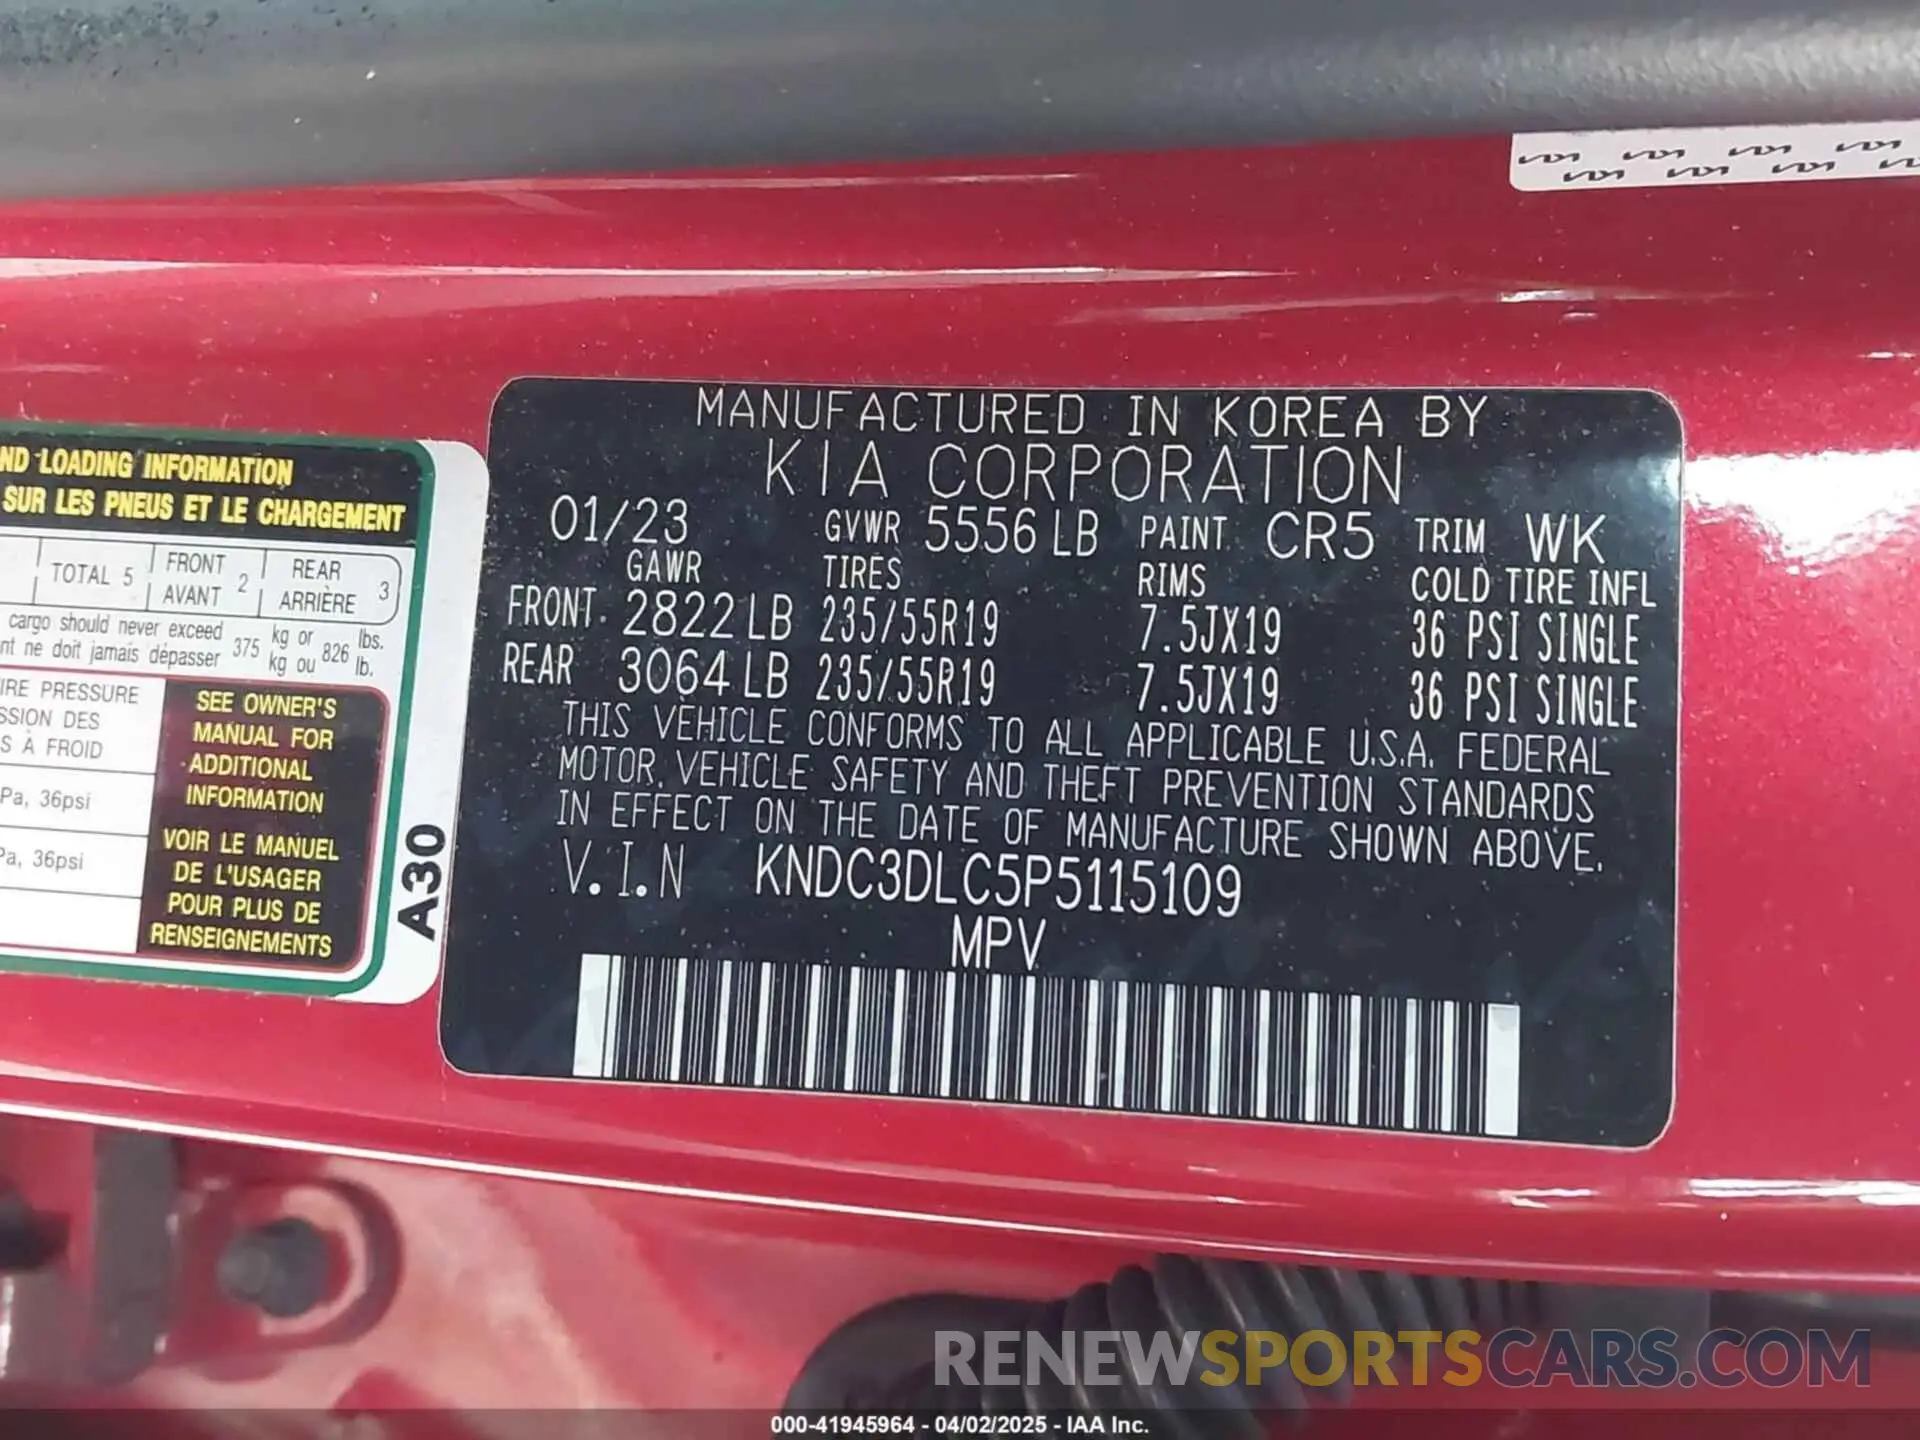 ND LOADING INFORMATION
SUR LES PNEUS ET LE CHARGEMENT
TOTAL 5
FRONT
AVANT 2
REAR
ARRIÈRE 3
cargo should never exceed 375 kg or 826 lbs.
nt ne doit jamais dépasser kg ou lb.
IRE PRESSURE
SSION DES
S À FROID
Pa, 36psi
Pa, 36psi
SEE OWNER'S
MANUAL FOR
ADDITIONAL
INFORMATION
VOIR LE MANUEL
DE L'USAGER
POUR PLUS DE
RENSEIGNEMENTS
A30
MANUFACTURED IN KOREA BY
KIA CORPORATION
01/23 GVWR 5556 LB PAINT CR5 TRIM WK
GAWR TIRES RIMS COLD TIRE INFL
FRONT 2822 LB 235/55R19 7.5JX19 36 PSI SINGLE
REAR 3064 LB 235/55R19 7.5JX19 36 PSI SINGLE
THIS VEHICLE CONFORMS TO ALL APPLICABLE U.S.A. FEDERAL
MOTOR VEHICLE SAFETY AND THEFT PREVENTION STANDARDS
IN EFFECT ON THE DATE OF MANUFACTURE SHOWN ABOVE.
V.I.N KNDC3DLC5P5115109
MPV
RENEWSPORTSCARS.COM
000-41945964 - 04/02/2025 - IAA Inc.